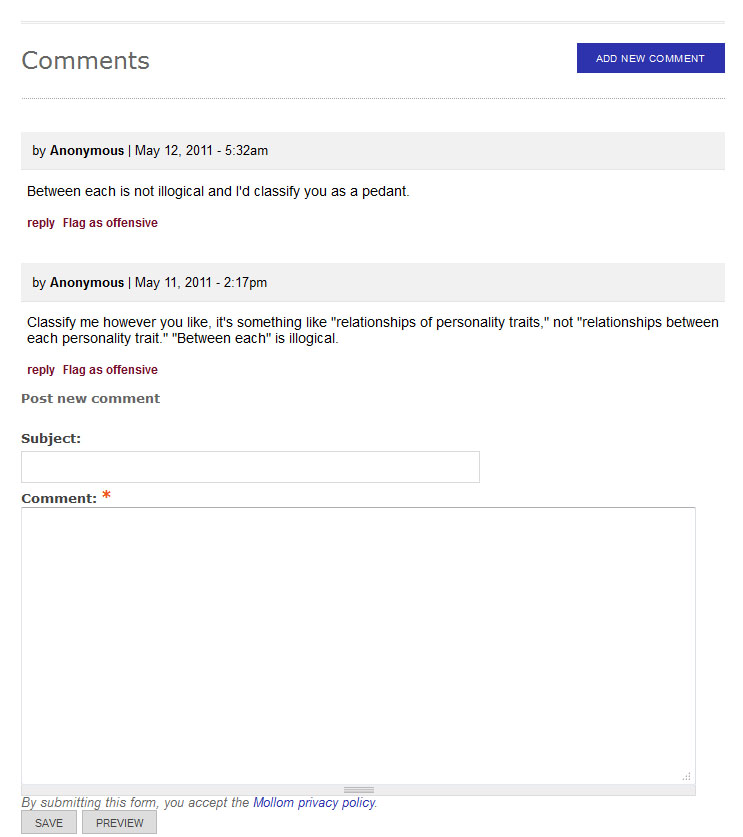 Comments
ADD NEW COMMENT
by Anonymous | May 12, 2011 - 5:32am
Between each is not illogical and I'd classify you as a pedant.
reply Flag as offensive
by Anonymous | May 11, 2011 - 2:17pm
Classify me however you like, it's something like "relationships of personality traits," not "relationships between
each personality trait." "Between each" is illogical.
reply Flag as offensive
Post new comment
Subject:
Comment: *
By submitting this form, you accept the Mollom privacy policy.
SAVE PREVIEW